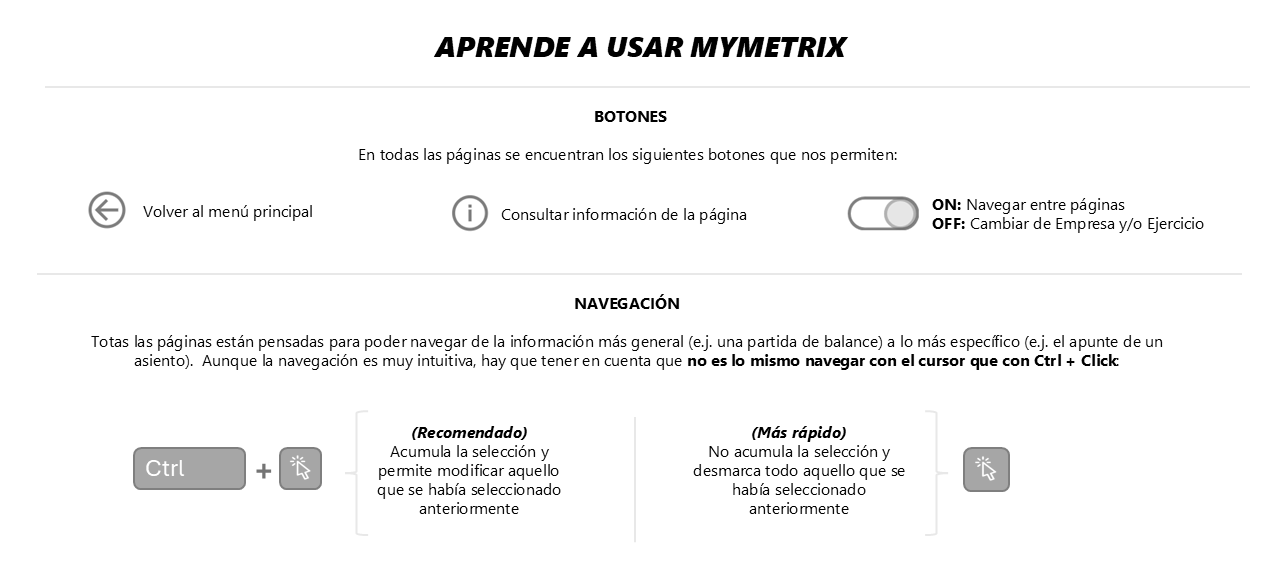 APRENDE A USAR MYMETRIX
BOTONES
En todas las páginas se encuentran los siguientes botones que nos permiten:
Volver al menú principal
i
Consultar información de la página
ON: Navegar entre páginas
OFF: Cambiar de Empresa y/o Ejercicio
NAVEGACIÓN
Totas las páginas están pensadas para poder navegar de la información más general (e.j. una partida de balance) a lo más específico (e.j. el apunte de un
asiento).  Aunque la navegación es muy intuitiva, hay que tener en cuenta que no es lo mismo navegar con el cursor que con Ctrl + Click:
Ctrl
+
(Recomendado)
Acumula la selección y
permite modificar aquello
que se había seleccionado
anteriormente
(Más rápido)
No acumula la selección y
desmarca todo aquello que se
había seleccionado
anteriormente